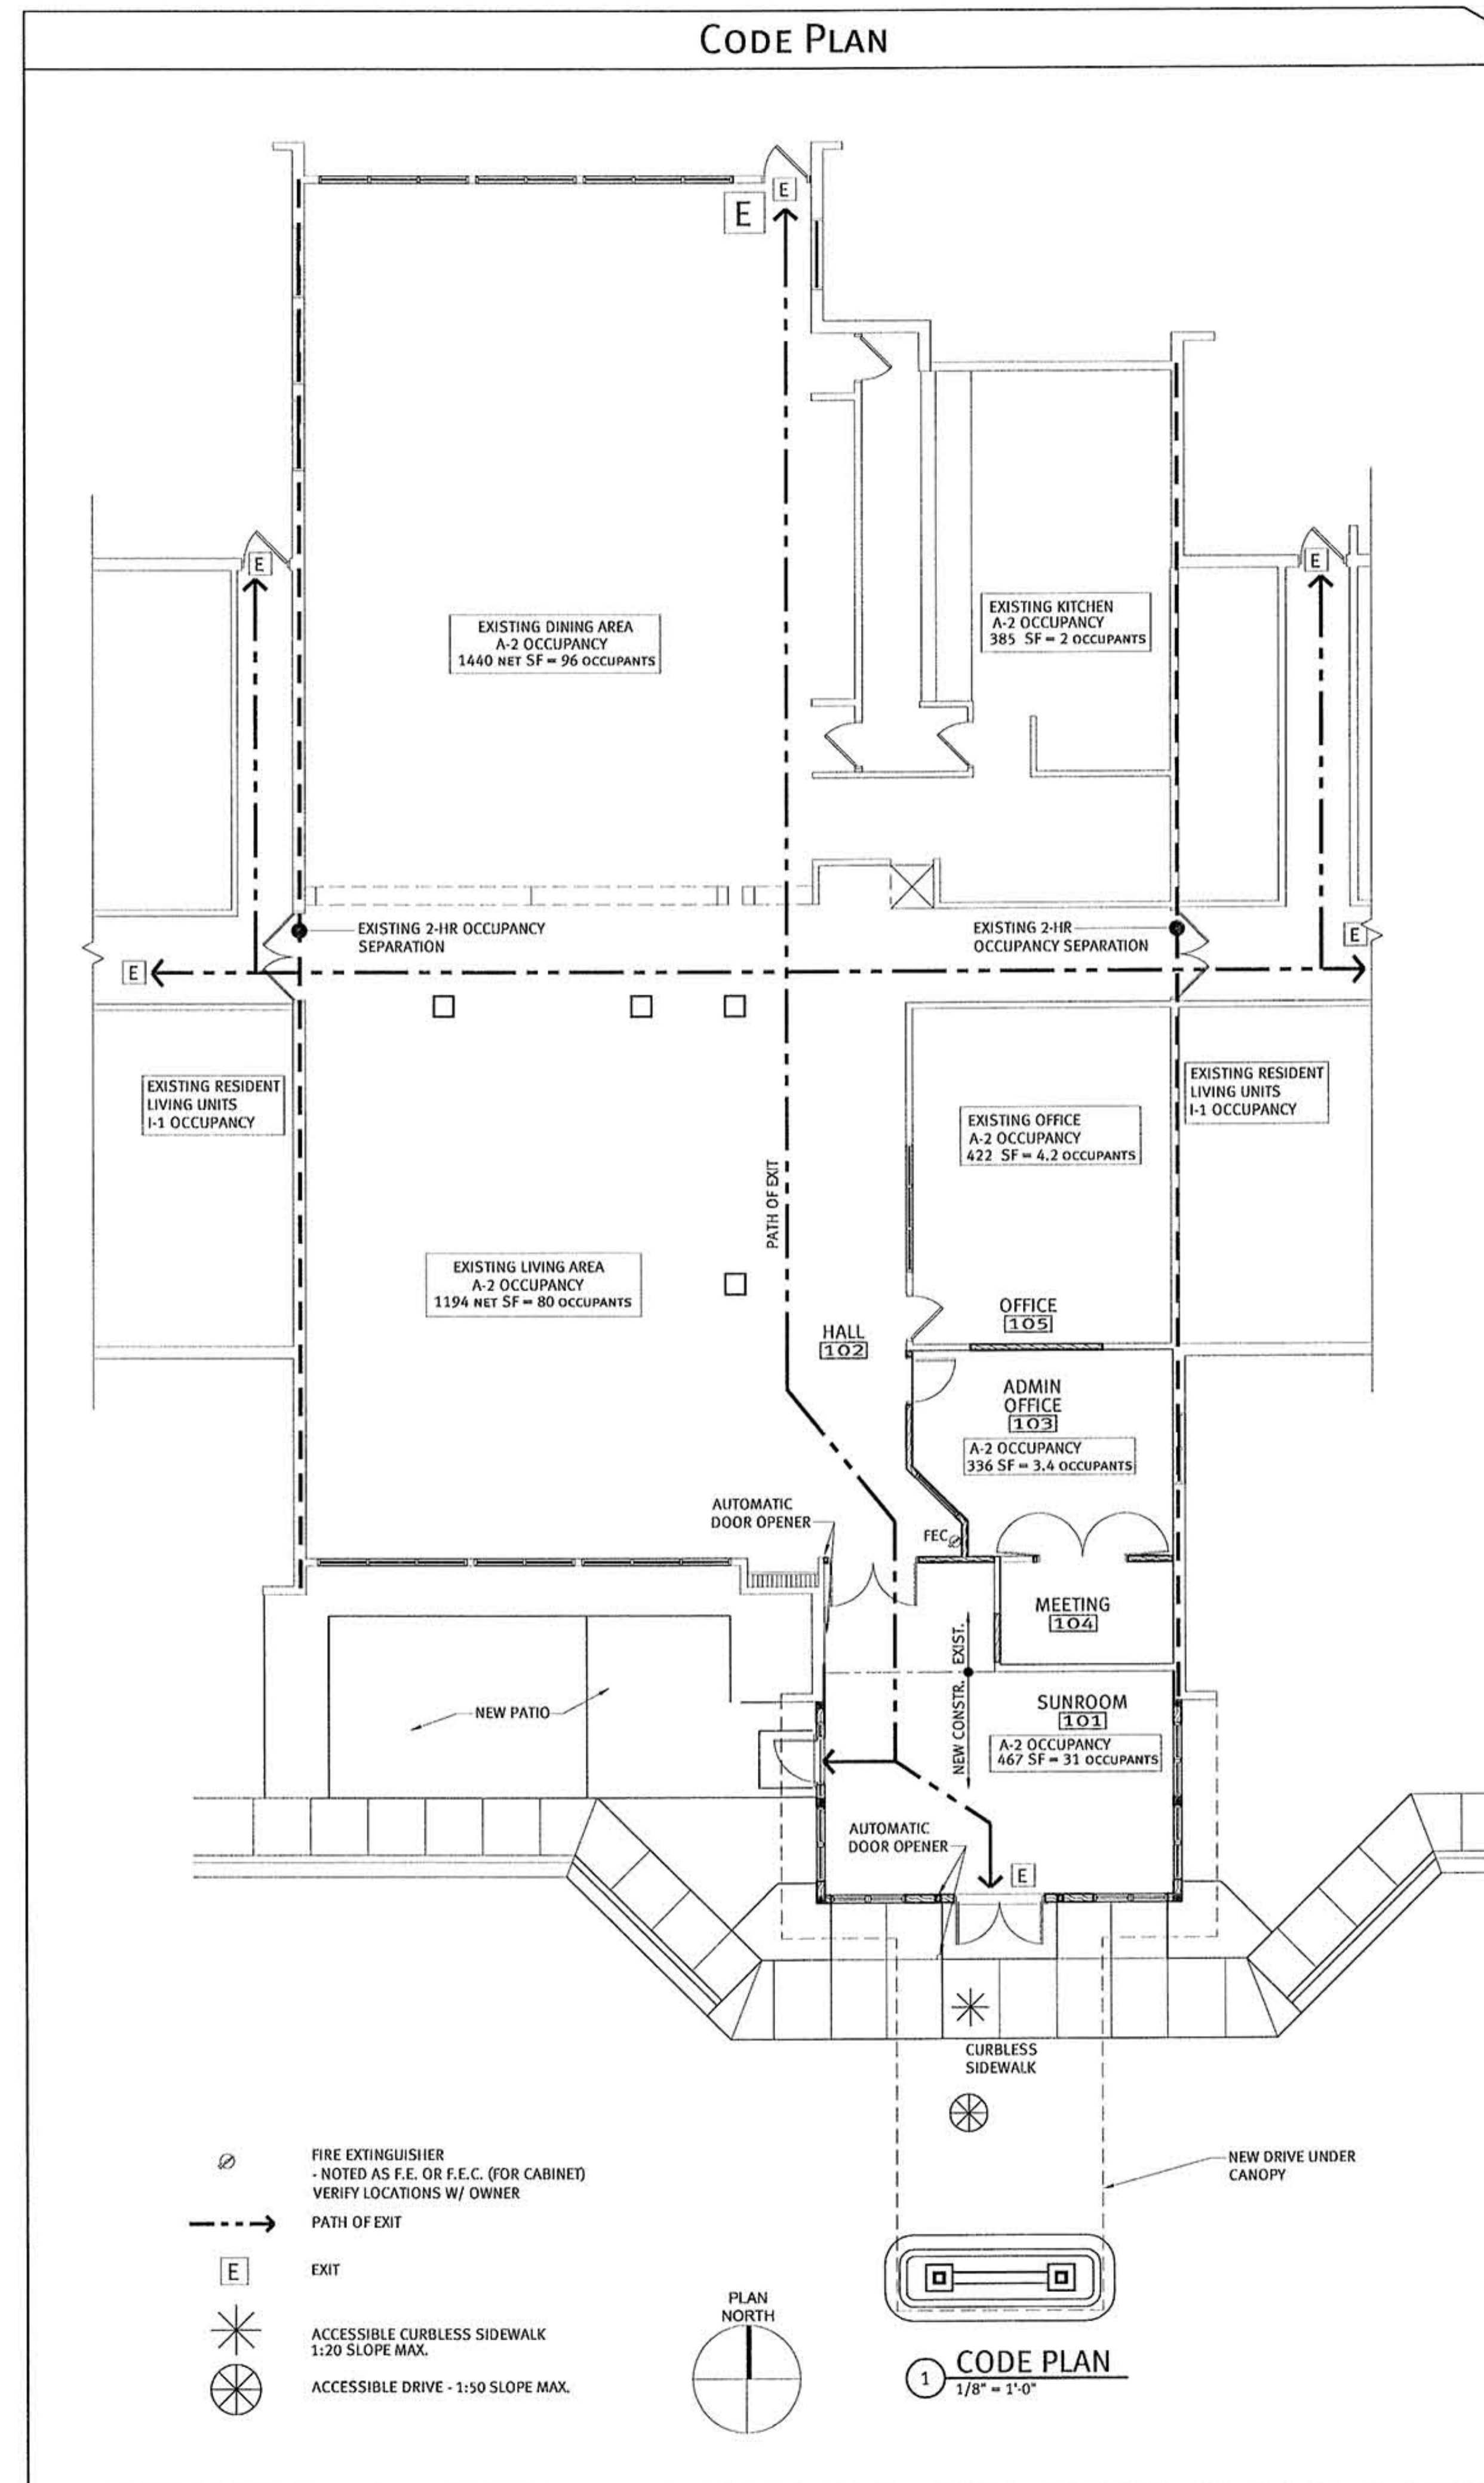 CODE PLAN
E
E
E
E
EXISTING DINING AREA
A-2 OCCUPANCY
1440 NET SF = 96 OCCUPANTS
EXISTING KITCHEN
A-2 OCCUPANCY
385 SF = 2 OCCUPANTS
EXISTING 2-HR OCCUPANCY
SEPARATION
EXISTING 2-HR
OCCUPANCY SEPARATION
E
E
EXISTING RESIDENT
LIVING UNITS
I-1 OCCUPANCY
EXISTING RESIDENT
LIVING UNITS
I-1 OCCUPANCY
EXISTING OFFICE
A-2 OCCUPANCY
422 SF = 4.2 OCCUPANTS
PATH OF EXIT
EXISTING LIVING AREA
A-2 OCCUPANCY
1194 NET SF = 80 OCCUPANTS
OFFICE
105
HALL
102
ADMIN
OFFICE
103
A-2 OCCUPANCY
336 SF = 3.4 OCCUPANTS
AUTOMATIC
DOOR OPENER
FEC
MEETING
104
EXIST.
NEW CONSTR.
SUNROOM
101
A-2 OCCUPANCY
467 SF = 31 OCCUPANTS
NEW PATIO
AUTOMATIC
DOOR OPENER
E
CURBLESS
SIDEWALK
NEW DRIVE UNDER
CANOPY
FIRE EXTINGUISHER
- NOTED AS F.E. OR F.E.C. (FOR CABINET)
VERIFY LOCATIONS W/ OWNER
PATH OF EXIT
E
EXIT
ACCESSIBLE CURBLESS SIDEWALK
1:20 SLOPE MAX.
ACCESSIBLE DRIVE - 1:50 SLOPE MAX.
PLAN
NORTH
1
CODE PLAN
1/8" = 1'-0"